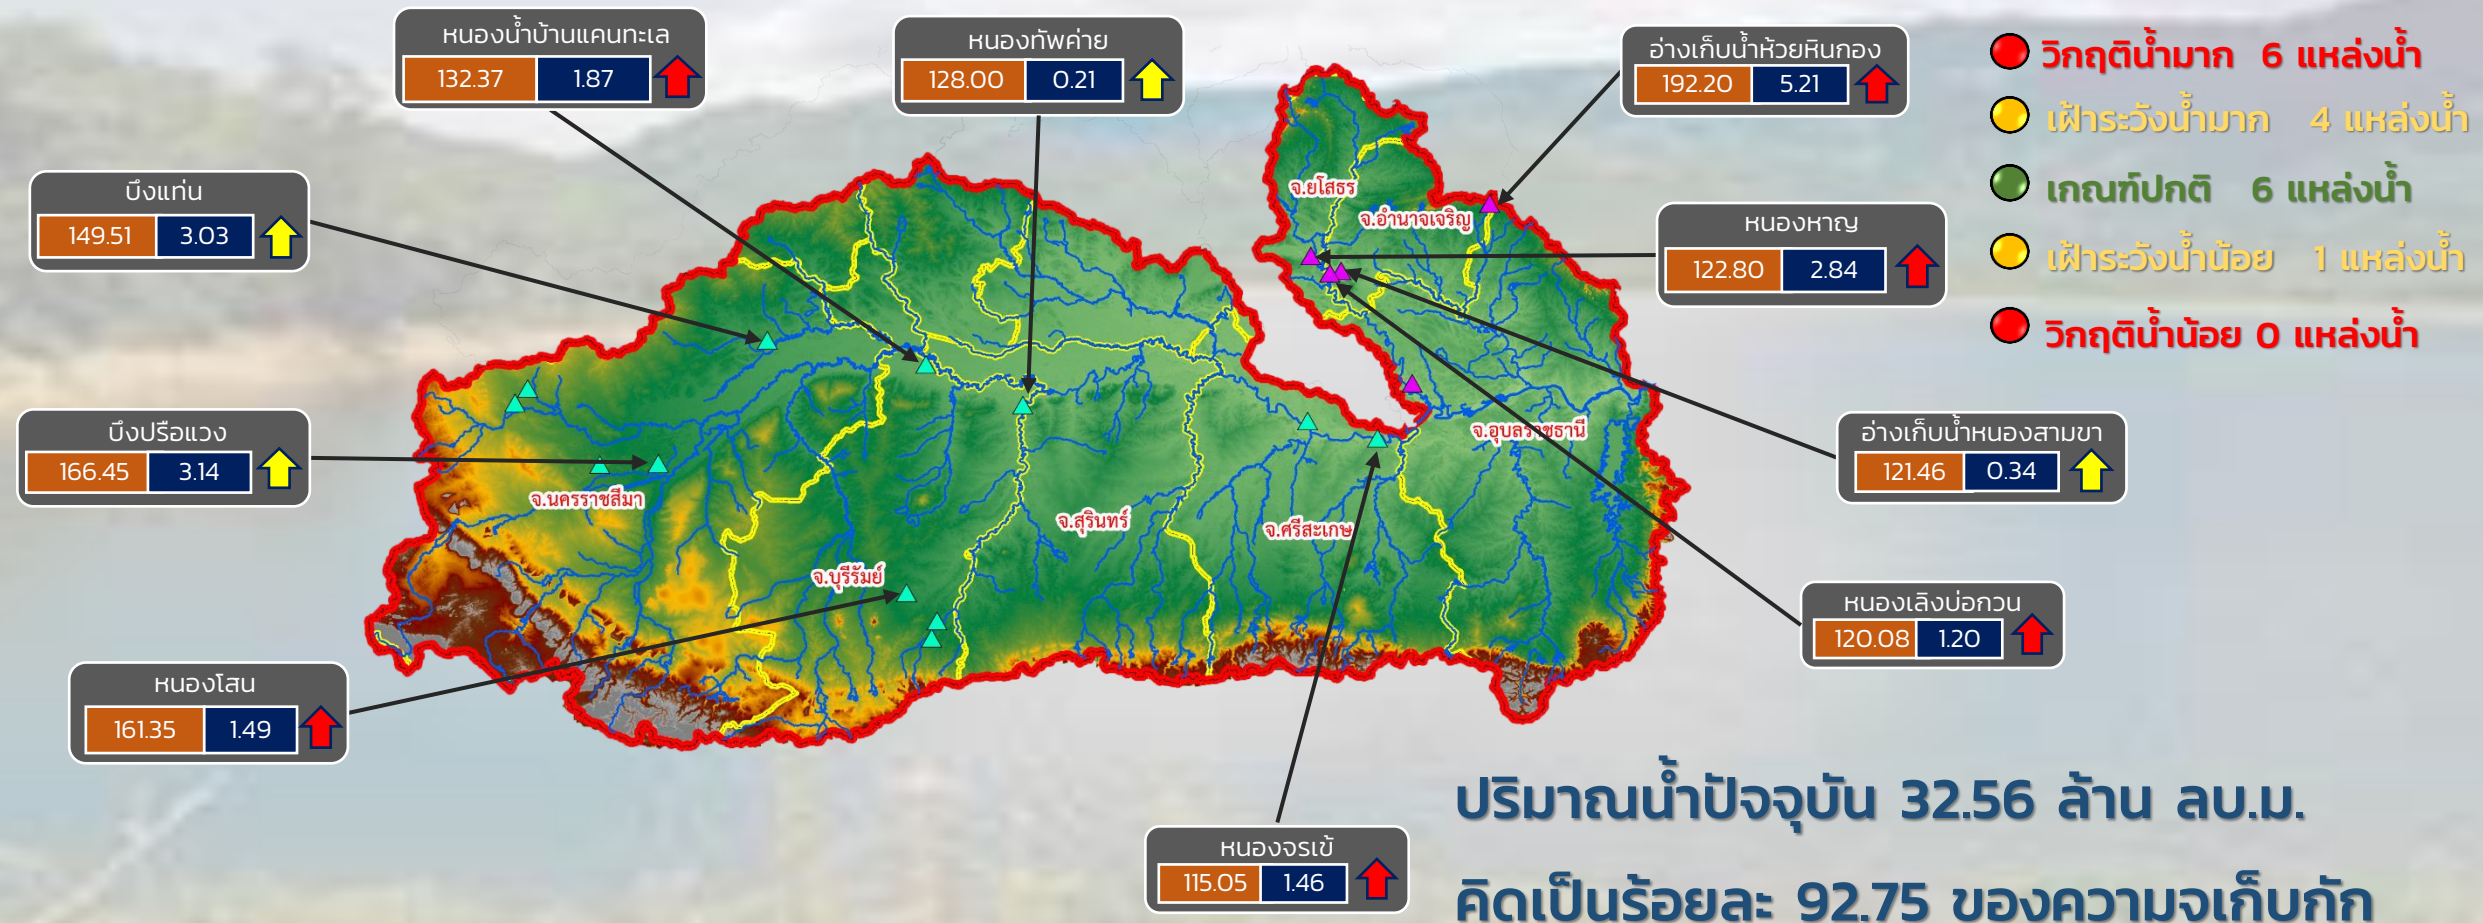 หนองน้ำบ้านแคนทะเล
132.37 1.87
หนองทัพค่าย
128.00 0.21
อ่างเก็บน้ำห้วยหินกอง
192.20 5.21
วิกฤติน้ำมาก 6 แหล่งน้ำ
เฝ้าระวังน้ำมาก 4 แหล่งน้ำ
เกณฑ์ปกติ 6 แหล่งน้ำ
เฝ้าระวังน้ำน้อย 1 แหล่งน้ำ
วิกฤติน้ำน้อย 0 แหล่งน้ำ
บึงแท่น
149.51 3.03
จ.ยโสธร
จ.อำนาจเจริญ
หนองหาญ
122.80 2.84
บึงปรือแวง
166.45 3.14
จ.นครราชสีมา
จ.สุรินทร์
จ.ศรีสะเกษ
จ.อุบลราชธานี
จ.บุรีรัมย์
อ่างเก็บน้ำหนองสามขา
121.46 0.34
หนองเลิงบ่อกวน
120.08 1.20
หนองโสน
161.35 1.49
หนองจรเข้
115.05 1.46
ปริมาณน้ำปัจจุบัน 32.56 ล้าน ลบ.ม.
คิดเป็นร้อยละ 92.75 ของความจุเก็บกัก